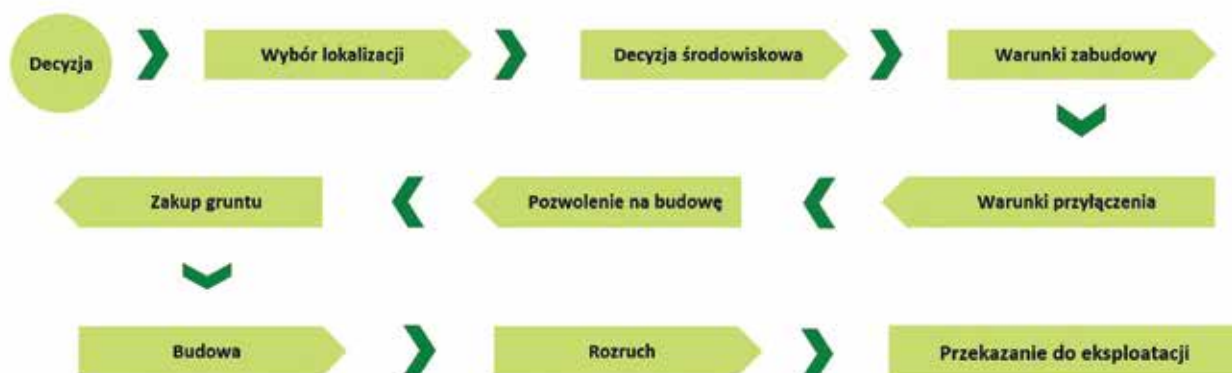 Decyzja
Wybór lokalizacji
Decyzja środowiskowa
Warunki zabudowy
Warunki przyłączenia
Pozwolenie na budowę
Zakup gruntu
Budowa
Rozruch
Przekazanie do eksploatacji